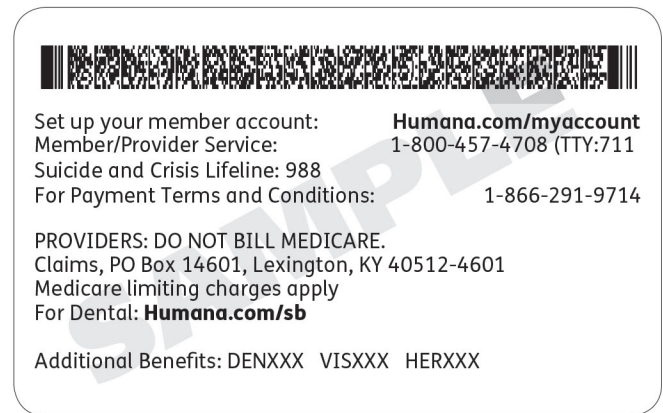 Set up your member account: Humana.com/myaccount
Member/Provider Service: 1-800-457-4708 (TTY:711
Suicide and Crisis Lifeline: 988
For Payment Terms and Conditions: 1-866-291-9714
PROVIDERS: DO NOT BILL MEDICARE.
Claims, PO Box 14601, Lexington, KY 40512-4601
Medicare limiting charges apply
For Dental: Humana.com/sb
Additional Benefits: DENXXX VISXXX HERXXX
SAMPLE